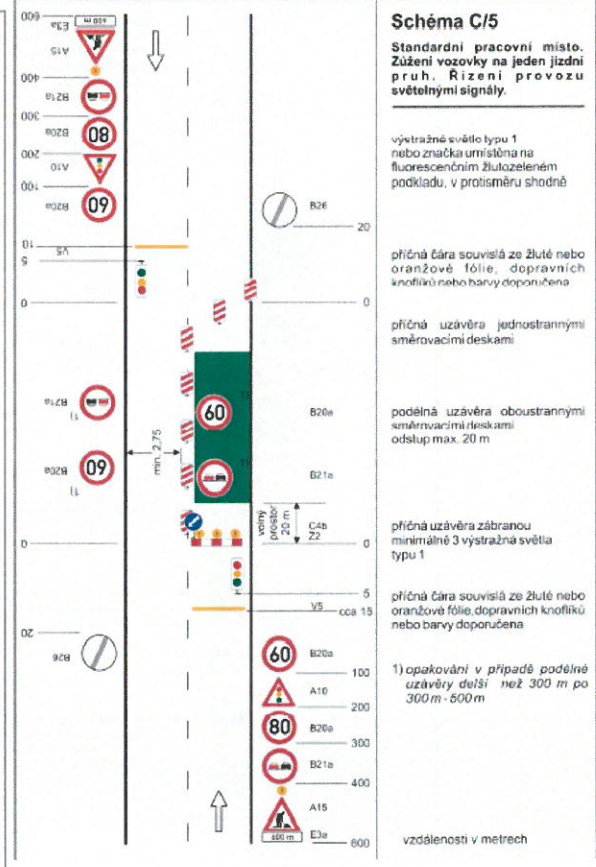 Schéma C/5
Standardní pracovní místo.
Zúžení vozovky na jeden jízdní
pruh. Řízení provozu
světelnými signály.
výstražné světlo typu 1
nebo značka umístěna na
fluorescenčním žlutozeleném
podkladu, v protisměru shodně
příčná čára souvislá ze žluté nebo
oranžové fólie, dopravních
knoflíků nebo barvy doporučena
příčná uzávěra jednostrannými
směrovacími deskami
podélná uzávěra oboustrannými
směrovacími deskami
odstup max. 20 m
příčná uzávěra zábranou
minimálně 3 výstražná světla
typu 1
příčná čára souvislá ze žluté nebo
oranžové fólie, dopravních knoflíků
nebo barvy doporučena
1) opakování v případě podélné
uzávěry delší než 300 m po
300 m - 500 m
vzdálenosti v metrech
600
E3a
600 m
A15
400
B21a
300
B20a
80
200
A10
100
B20a
60
10
V5
5
0
B21a
1)
B20a
60
1)
0
20
B26
min. 2,75
B26
20
0
1)
60
B20a
1)
B21a
volný
prostor
20 m
C4b
Z2
0
5
V5
cca 15
60
B20a
100
A10
200
80
B20a
300
B21a
400
A15
600 m
E3a
600